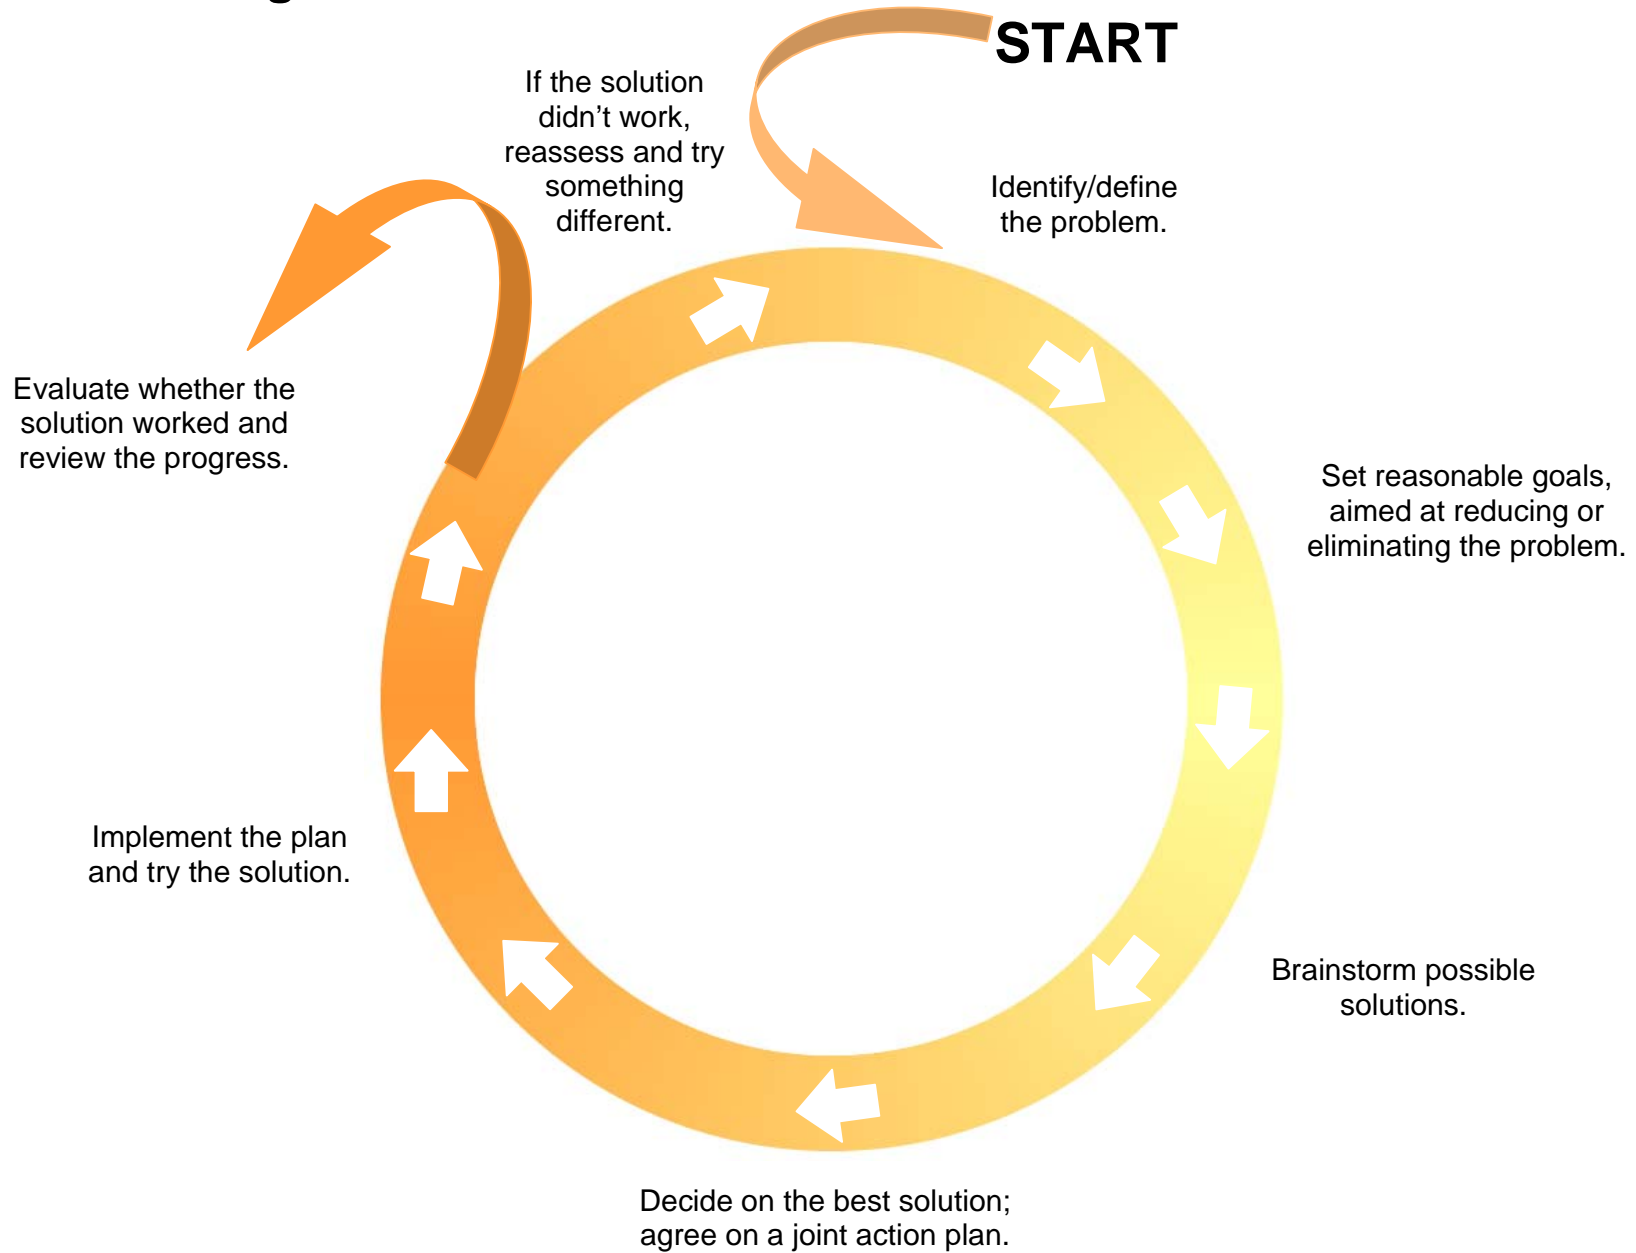 START
Identify/define
the problem.
Set reasonable goals,
aimed at reducing or
eliminating the problem.
Brainstorm possible
solutions.
Decide on the best solution;
agree on a joint action plan.
Implement the plan
and try the solution.
Evaluate whether the
solution worked and
review the progress.
If the solution
didn’t work,
reassess and try
something
different.